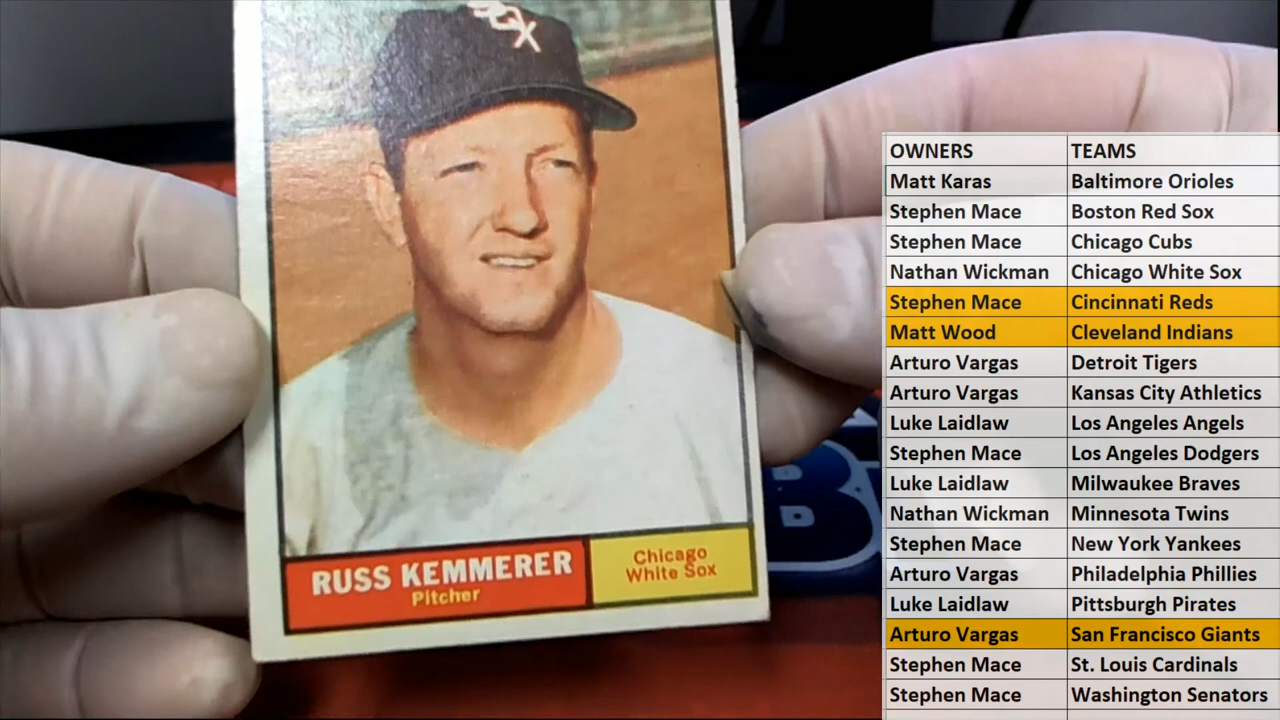 SOX
RUSS KEMMERER
Pitcher
Chicago
White Sox
B
OWNERS TEAMS
Matt Karas Baltimore Orioles
Stephen Mace Boston Red Sox
Stephen Mace Chicago Cubs
Nathan Wickman Chicago White Sox
Stephen Mace Cincinnati Reds
Matt Wood Cleveland Indians
Arturo Vargas Detroit Tigers
Arturo Vargas Kansas City Athletics
Luke Laidlaw Los Angeles Angels
Stephen Mace Los Angeles Dodgers
Luke Laidlaw Milwaukee Braves
Nathan Wickman Minnesota Twins
Stephen Mace New York Yankees
Arturo Vargas Philadelphia Phillies
Luke Laidlaw Pittsburgh Pirates
Arturo Vargas San Francisco Giants
Stephen Mace St. Louis Cardinals
Stephen Mace Washington Senators